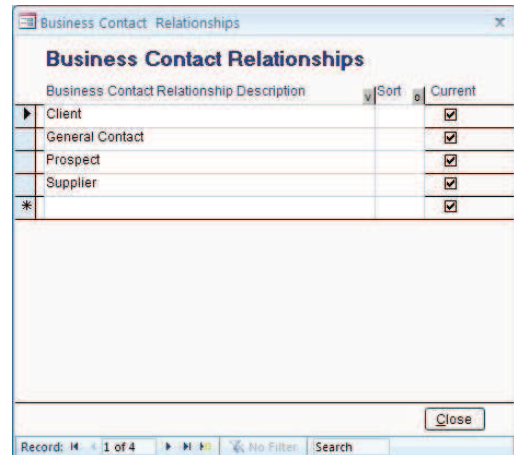 Business Contact Relationships
Business Contact Relationships
Business Contact Relationship Description v Sort o Current
Client
General Contact
Prospect
Supplier
Close
Record: 1 of 4 No Filter Search